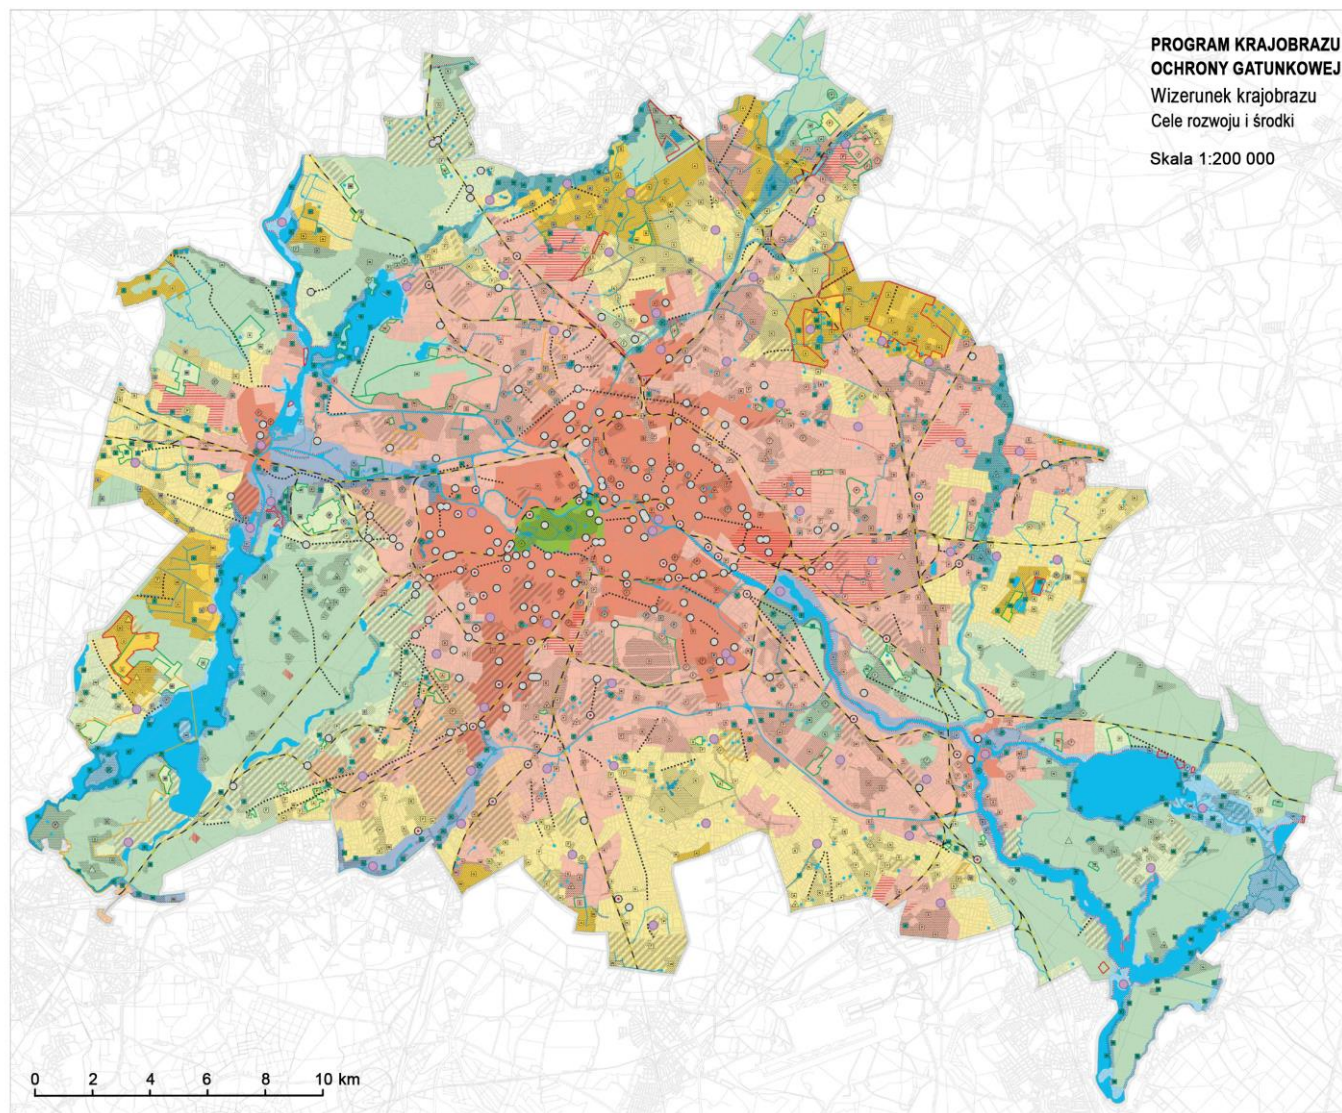 PROGRAM KRAJOBRAZU
OCHRONY GATUNKOWEJ
Wizerunek krajobrazu
Cele rozwoju i środki
Skala 1:200 000
0 2 4 6 8 10 km